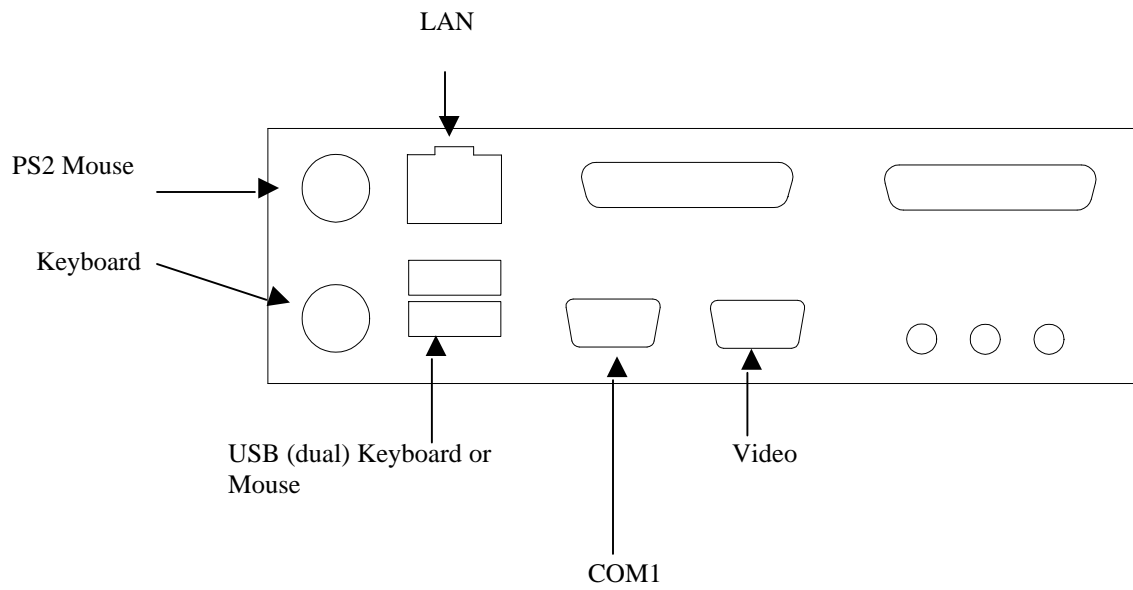 LAN
PS2 Mouse
Keyboard
USB (dual) Keyboard or
Mouse
Video
COM1